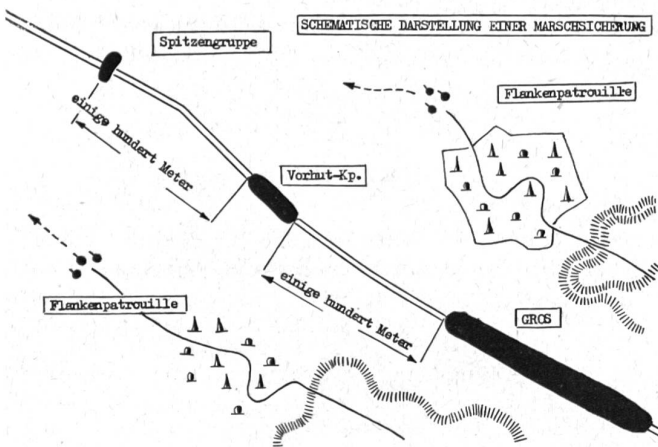 SCHEMATISCHE DARSTELLUNG EINER MARSCHSICHERUNG
Spitzengruppe
Flankenpatrouille
einige hundert Meter
Vorhut-Kp.
Flankenpatrouille
einige hundert Meter
GROS